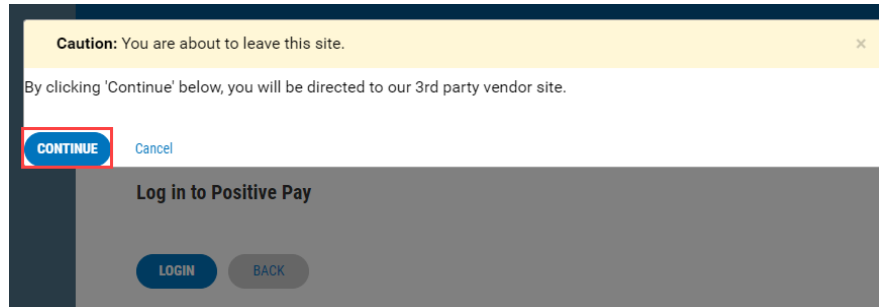 Caution: You are about to leave this site. ×
By clicking 'Continue' below, you will be directed to our 3rd party vendor site.
CONTINUE Cancel
Log in to Positive Pay
LOGIN BACK